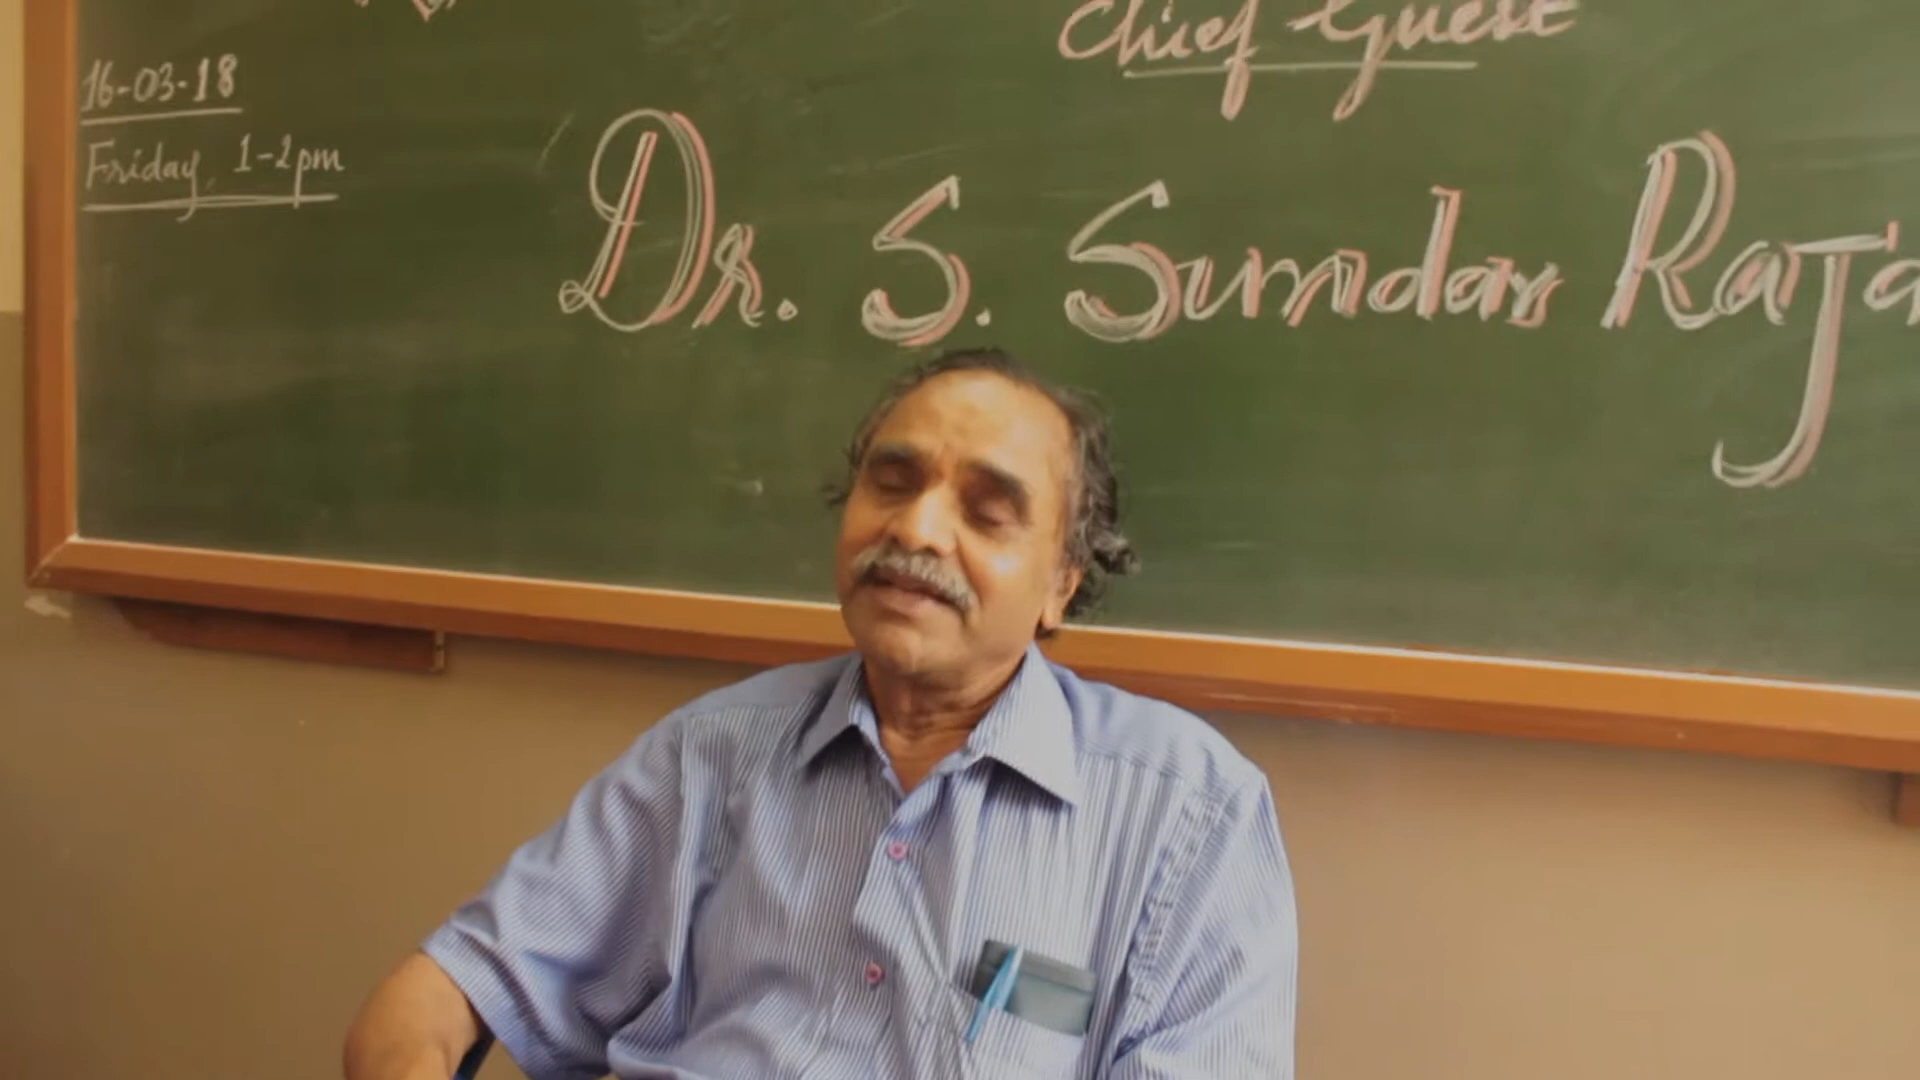 Chief Guest
16-03-18
Friday, 1-2pm
Dr. S. Sundar Raja